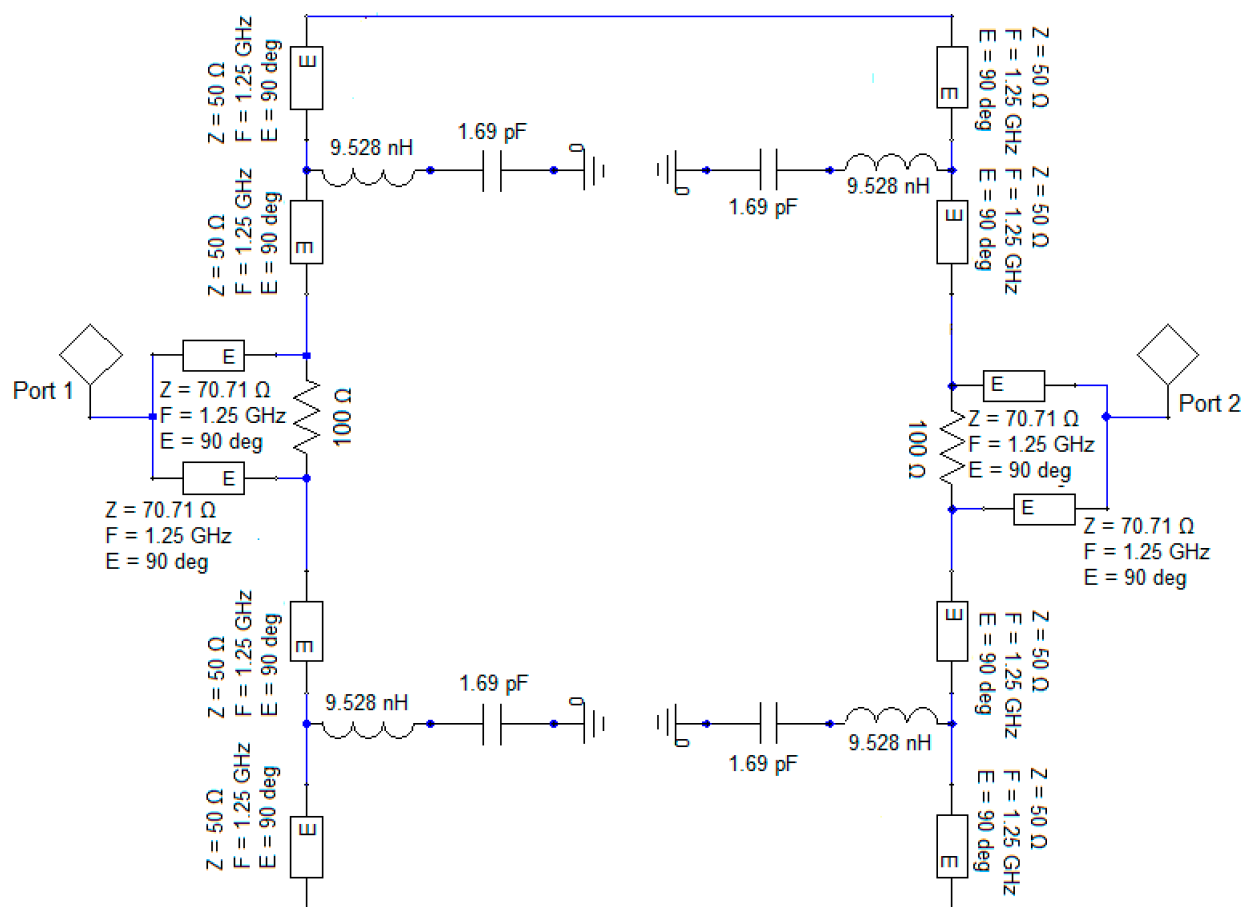 Z = 50 Ω
F = 1.25 GHz
E = 90 deg
E
Z = 50 Ω
F = 1.25 GHz
E = 90 deg
E
9.528 nH
1.69 pF
0
0
1.69 pF
9.528 nH
Z = 50 Ω
F = 1.25 GHz
E = 90 deg
E
Z = 50 Ω
F = 1.25 GHz
E = 90 deg
E
Port 1
E
Z = 70.71 Ω
F = 1.25 GHz
E = 90 deg
100 Ω
E
Z = 70.71 Ω
F = 1.25 GHz
E = 90 deg
E
Z = 70.71 Ω
F = 1.25 GHz
E = 90 deg
100 Ω
Port 2
E
Z = 70.71 Ω
F = 1.25 GHz
E = 90 deg
Z = 50 Ω
F = 1.25 GHz
E = 90 deg
E
E
Z = 50 Ω
F = 1.25 GHz
E = 90 deg
9.528 nH
1.69 pF
0
0
1.69 pF
9.528 nH
Z = 50 Ω
F = 1.25 GHz
E = 90 deg
E
E
Z = 50 Ω
F = 1.25 GHz
E = 90 deg